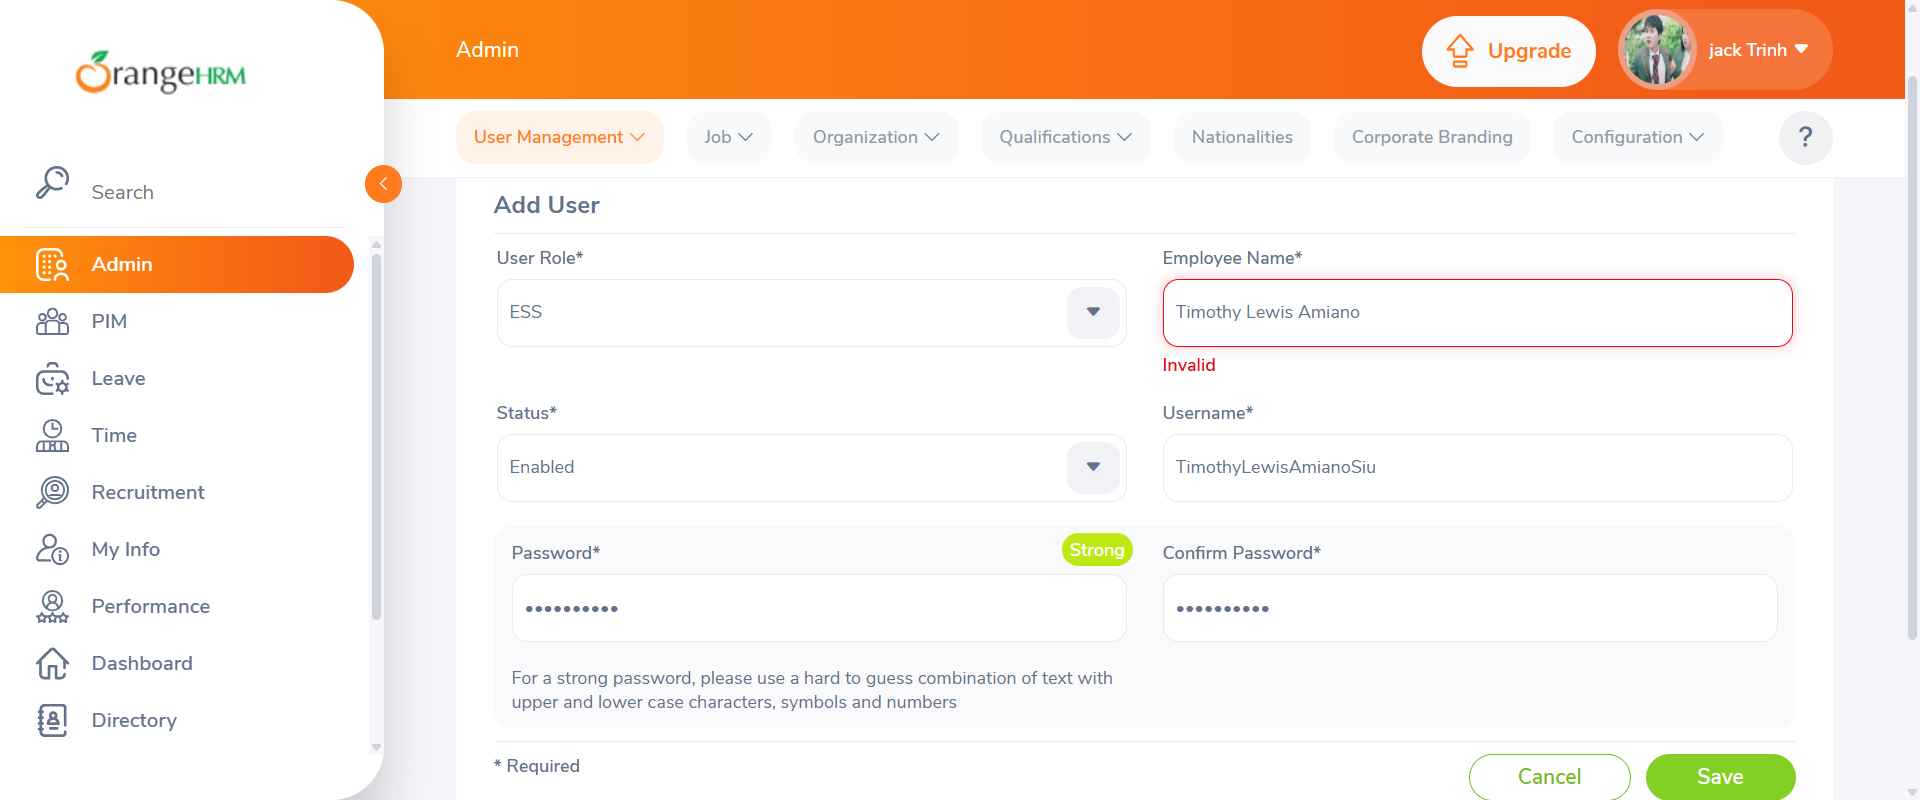 OrangeHRM
Search
Admin
PIM
Leave
Time
Recruitment
My Info
Performance
Dashboard
Directory
Admin
Upgrade
jack Trinh
User Management
Job
Organization
Qualifications
Nationalities
Corporate Branding
Configuration
?
Add User
User Role*
Employee Name*
ESS
Timothy Lewis Amiano
Invalid
Status*
Username*
Enabled
TimothyLewisAmianoSiu
Password*
Strong
Confirm Password*
••••••••••
••••••••••
For a strong password, please use a hard to guess combination of text with
upper and lower case characters, symbols and numbers
* Required
Cancel
Save